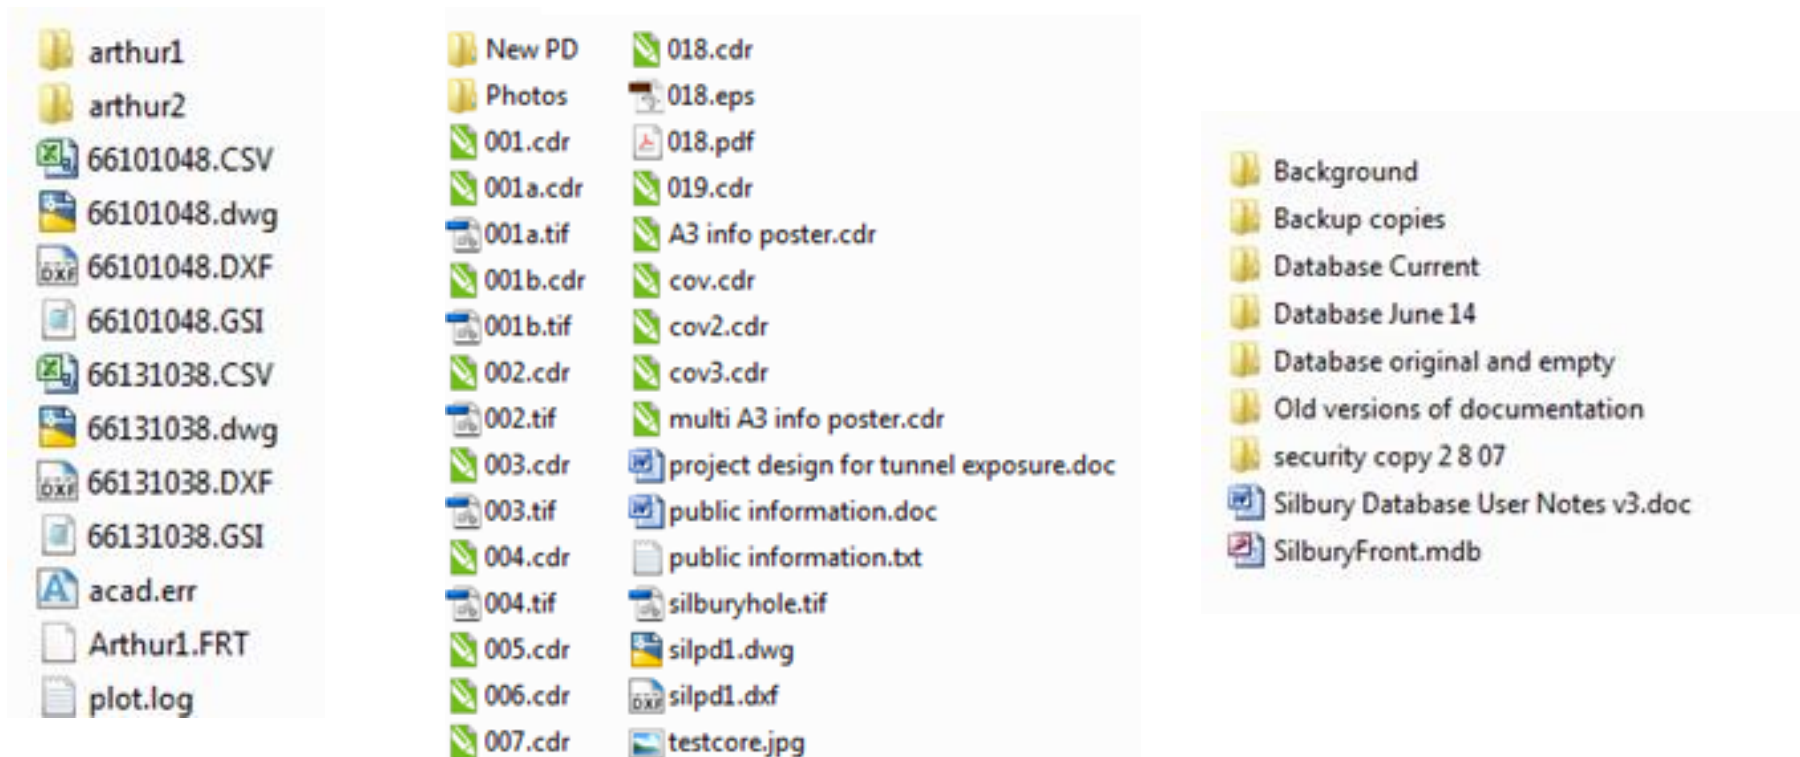 arthur1
arthur2
66101048.CSV
66101048.dwg
66101048.DXF
66101048.GSI
66131038.CSV
66131038.dwg
66131038.DXF
66131038.GSI
acad.err
Arthur1.FRT
plot.log
New PD
Photos
001.cdr
001a.cdr
001a.tif
001b.cdr
001b.tif
002.cdr
002.tif
003.cdr
003.tif
004.cdr
004.tif
005.cdr
006.cdr
007.cdr
018.cdr
018.eps
018.pdf
019.cdr
A3 info poster.cdr
cov.cdr
cov2.cdr
cov3.cdr
multi A3 info poster.cdr
project design for tunnel exposure.doc
public information.doc
public information.txt
silburyhole.tif
silpd1.dwg
silpd1.dxf
testcore.jpg
Background
Backup copies
Database Current
Database June 14
Database original and empty
Old versions of documentation
security copy 2 8 07
Silbury Database User Notes v3.doc
SilburyFront.mdb